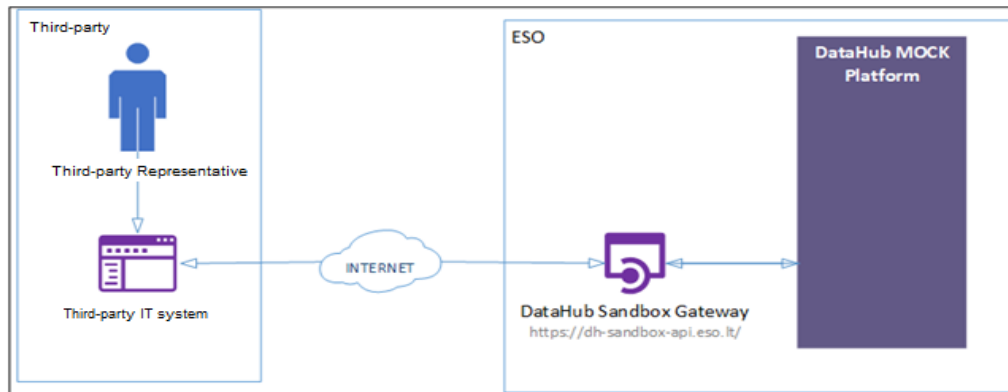 Third-party
Third-party Representative
Third-party IT system
INTERNET
ESO
DataHub Sandbox Gateway
https://dh-sandbox-api.eso.lt/
DataHub MOCK
Platform